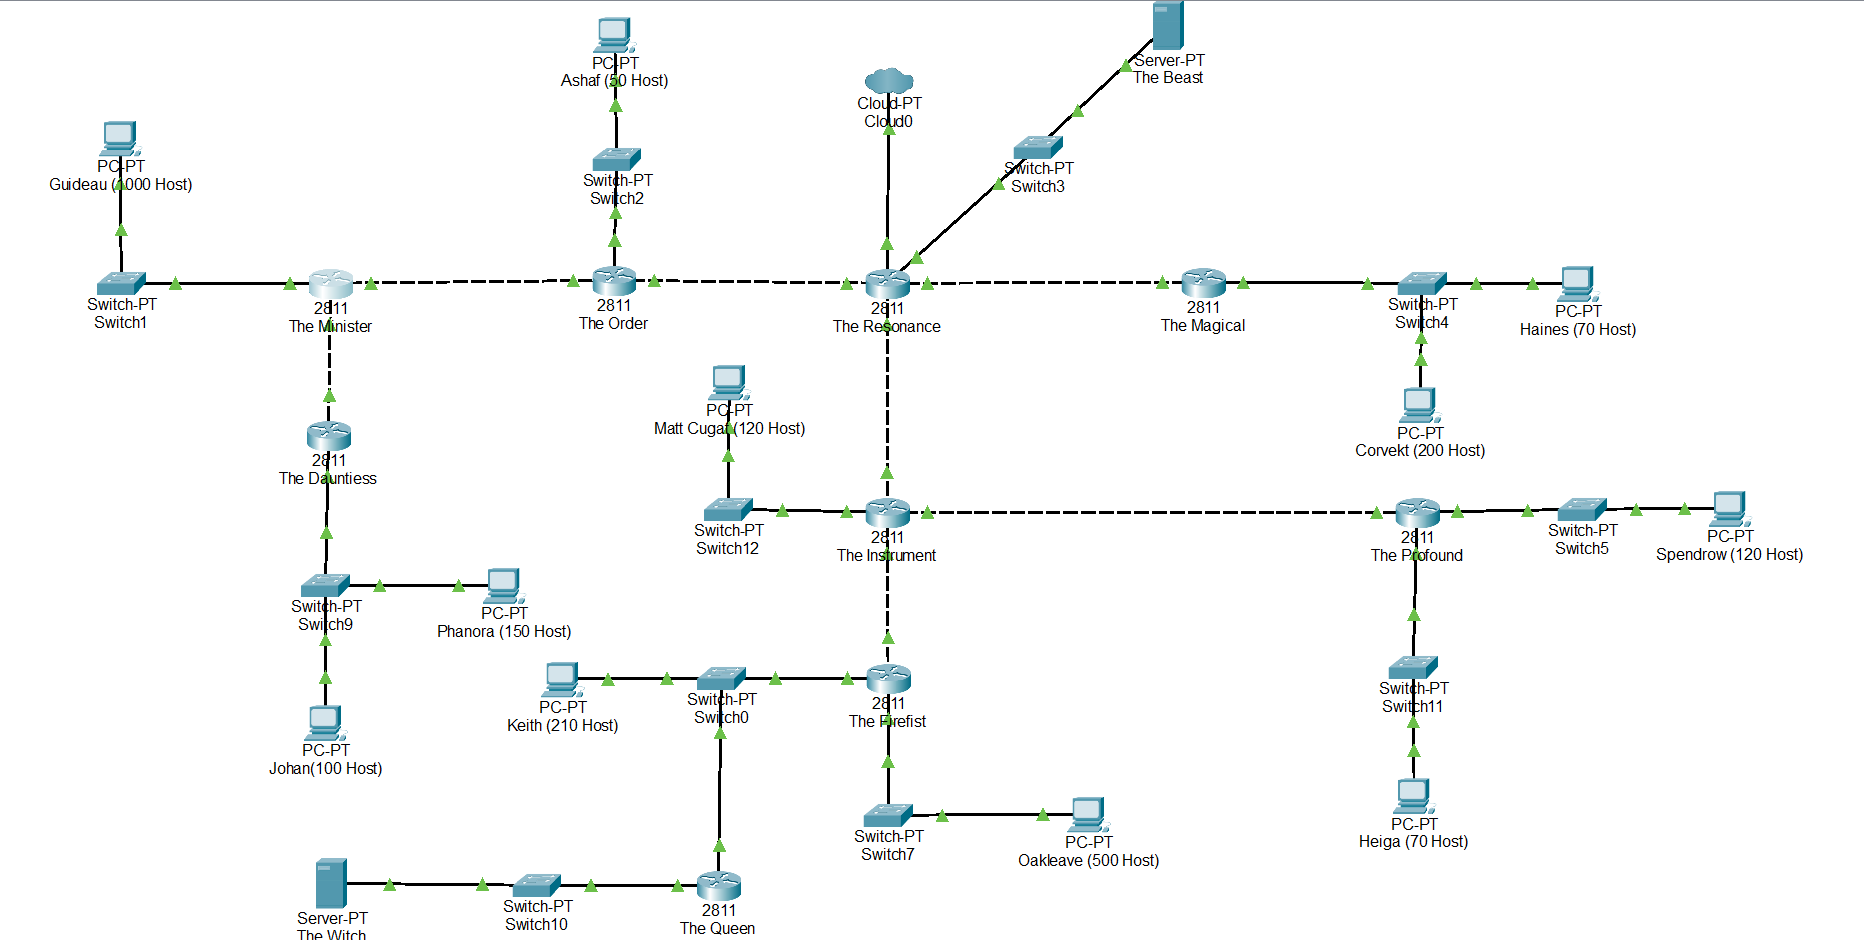 PC-PT
Ashaf (50 Host)
Server-PT
The Beast
Cloud-PT
Cloud0
PC-PT
Guideau (1000 Host)
Switch-PT
Switch2
Switch-PT
Switch3
Switch-PT
Switch1
2811
The Minister
2811
The Order
2811
The Resonance
2811
The Magical
Switch-PT
Switch4
PC-PT
Haines (70 Host)
PC-PT
Matt Cugat (120 Host)
PC-PT
Corvekt (200 Host)
2811
The Dauntiess
Switch-PT
Switch12
2811
The Instrument
2811
The Profound
Switch-PT
Switch5
PC-PT
Spendrow (120 Host)
Switch-PT
Switch9
PC-PT
Phanora (150 Host)
PC-PT
Keith (210 Host)
Switch-PT
Switch0
2811
The Firefist
Switch-PT
Switch11
PC-PT
Johan(100 Host)
Switch-PT
Switch7
PC-PT
Oakleave (500 Host)
PC-PT
Heiga (70 Host)
Server-PT
The Witch
Switch-PT
Switch10
2811
The Queen